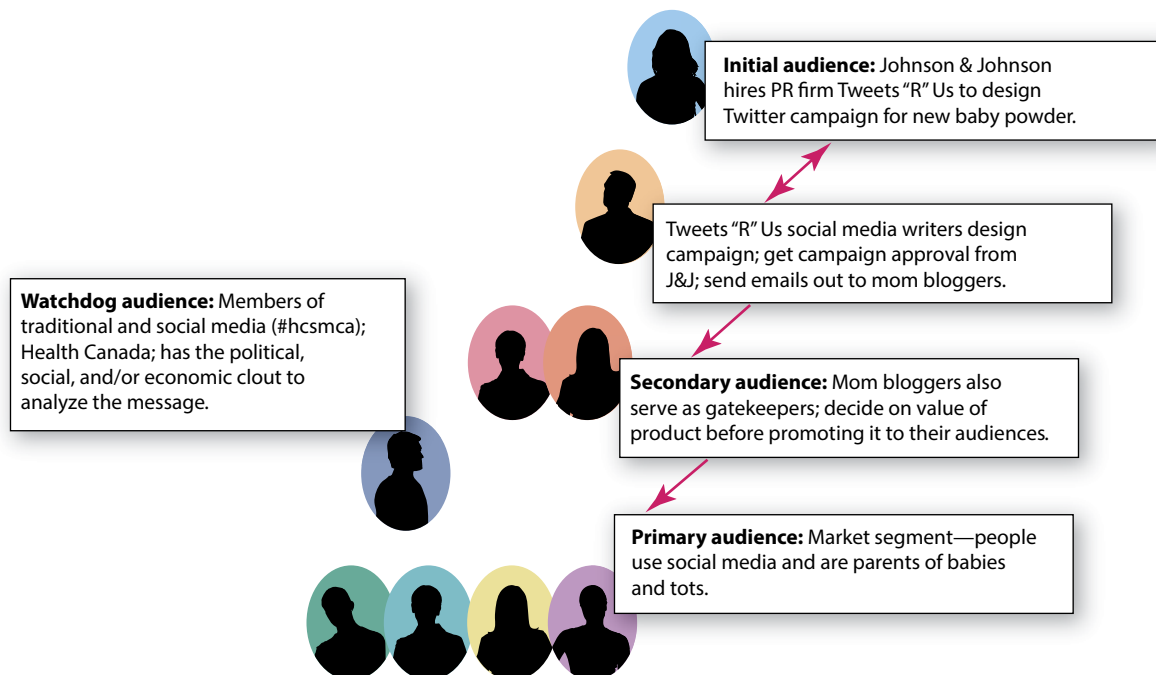 Initial audience: Johnson & Johnson
hires PR firm Tweets “R” Us to design
Twitter campaign for new baby powder.
Tweets “R” Us social media writers design
campaign; get campaign approval from
J&J; send emails out to mom bloggers.
Watchdog audience: Members of
traditional and social media (#hcsmca);
Health Canada; has the political,
social, and/or economic clout to
analyze the message.
Secondary audience: Mom bloggers also
serve as gatekeepers; decide on value of
product before promoting it to their audiences.
Primary audience: Market segment—people
use social media and are parents of babies
and tots.